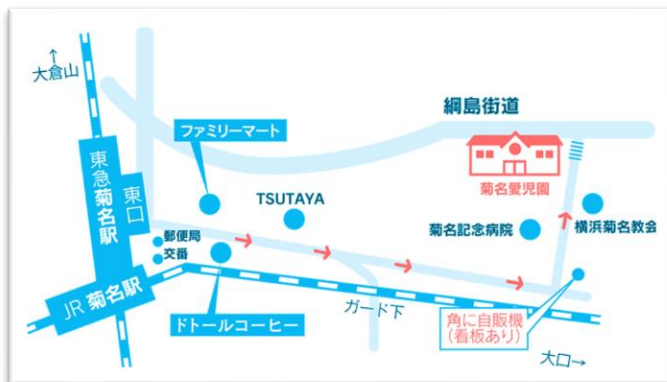 ↑
大倉山
綱島街道
ファミリーマート
東急菊名駅
東口
TSUTAYA
菊名愛児園
郵便局
交番
菊名記念病院
横浜菊名教会
JR 菊名駅
ドトールコーヒー
ガード下
角に自販機
(看板あり)
大口→